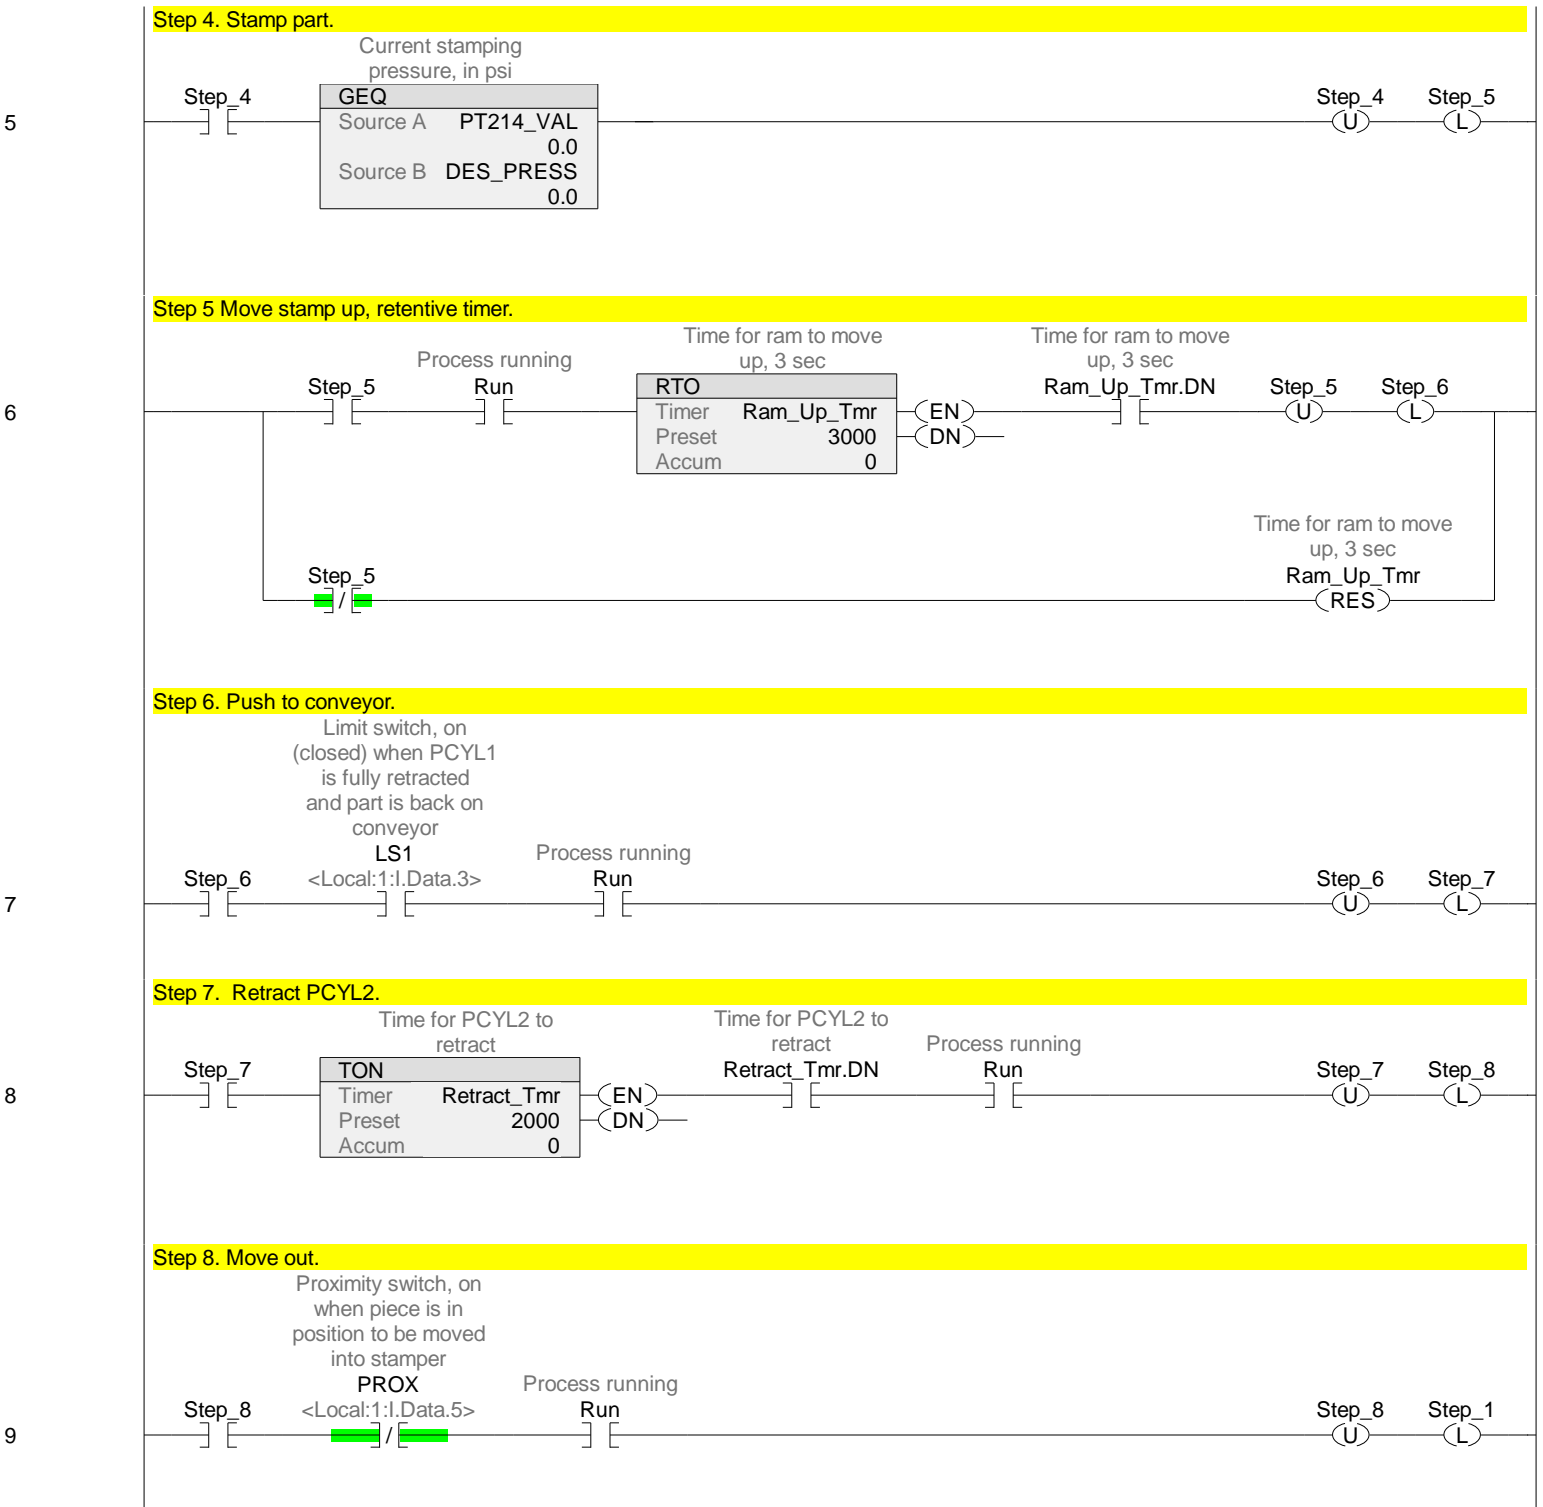 Step 4. Stamp part.
Current stamping
pressure, in psi
Step_4
GEQ
Source A PT214_VAL
0.0
Source B DES_PRESS
0.0
Step_4 Step_5
U L
5
Step 5 Move stamp up, retentive timer.
Time for ram to move
up, 3 sec
Time for ram to move
up, 3 sec
Process running
Step_5 Run
RTO
Timer Ram_Up_Tmr
Preset 3000
Accum 0
EN
DN
Ram_Up_Tmr.DN
Step_5 Step_6
U L
6
Time for ram to move
up, 3 sec
Step_5
/
Ram_Up_Tmr
RES
Step 6. Push to conveyor.
Limit switch, on
(closed) when PCYL1
is fully retracted
and part is back on
conveyor
LS1
Process running
Step_6 <Local:1:I.Data.3> Run
Step_6 Step_7
U L
7
Step 7.  Retract PCYL2.
Time for PCYL2 to
retract
Time for PCYL2 to
retract
Process running
Step_7
TON
Timer Retract_Tmr
Preset 2000
Accum 0
EN
DN
Retract_Tmr.DN Run
Step_7 Step_8
U L
8
Step 8. Move out.
Proximity switch, on
when piece is in
position to be moved
into stamper
PROX
Process running
Step_8 <Local:1:I.Data.5> Run
/
Step_8 Step_1
U L
9